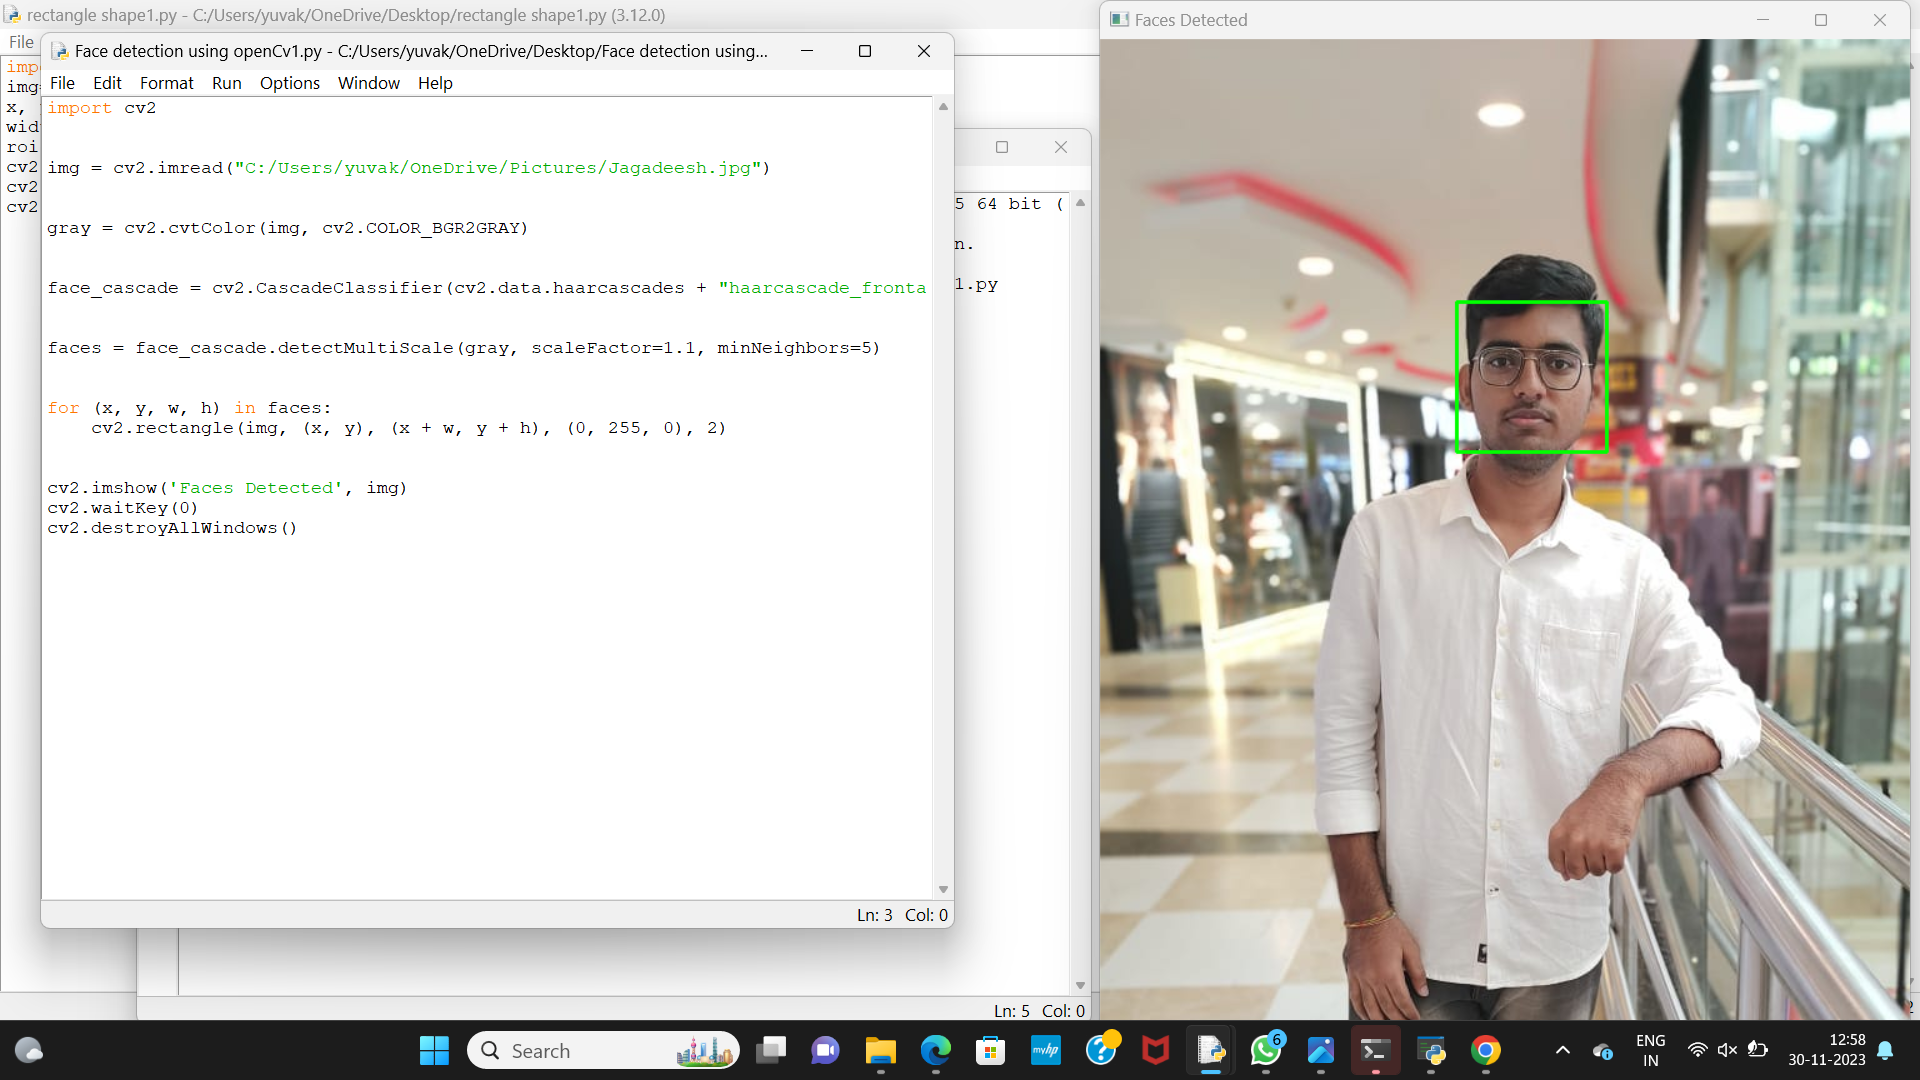 rectangle shape1.py - C:/Users/yuvak/OneDrive/Desktop/rectangle shape1.py (3.12.0)
File
impo
img=
x,
widt
roi
cv2
cv2
cv2
Face detection using openCv1.py - C:/Users/yuvak/OneDrive/Desktop/Face detection using...
File Edit Format Run Options Window Help
import cv2
img = cv2.imread("C:/Users/yuvak/OneDrive/Pictures/Jagadeesh.jpg")
gray = cv2.cvtColor(img, cv2.COLOR_BGR2GRAY)
face_cascade = cv2.CascadeClassifier(cv2.data.haarcascades + "haarcascade_fronta
faces = face_cascade.detectMultiScale(gray, scaleFactor=1.1, minNeighbors=5)
for (x, y, w, h) in faces:
    cv2.rectangle(img, (x, y), (x + w, y + h), (0, 255, 0), 2)
cv2.imshow('Faces Detected', img)
cv2.waitKey(0)
cv2.destroyAllWindows()
Ln: 3 Col: 0
5 64 bit (
n.
1.py
Ln: 5 Col: 0
Faces Detected
Search
myhp
6
ENG
IN
12:58
30-11-2023